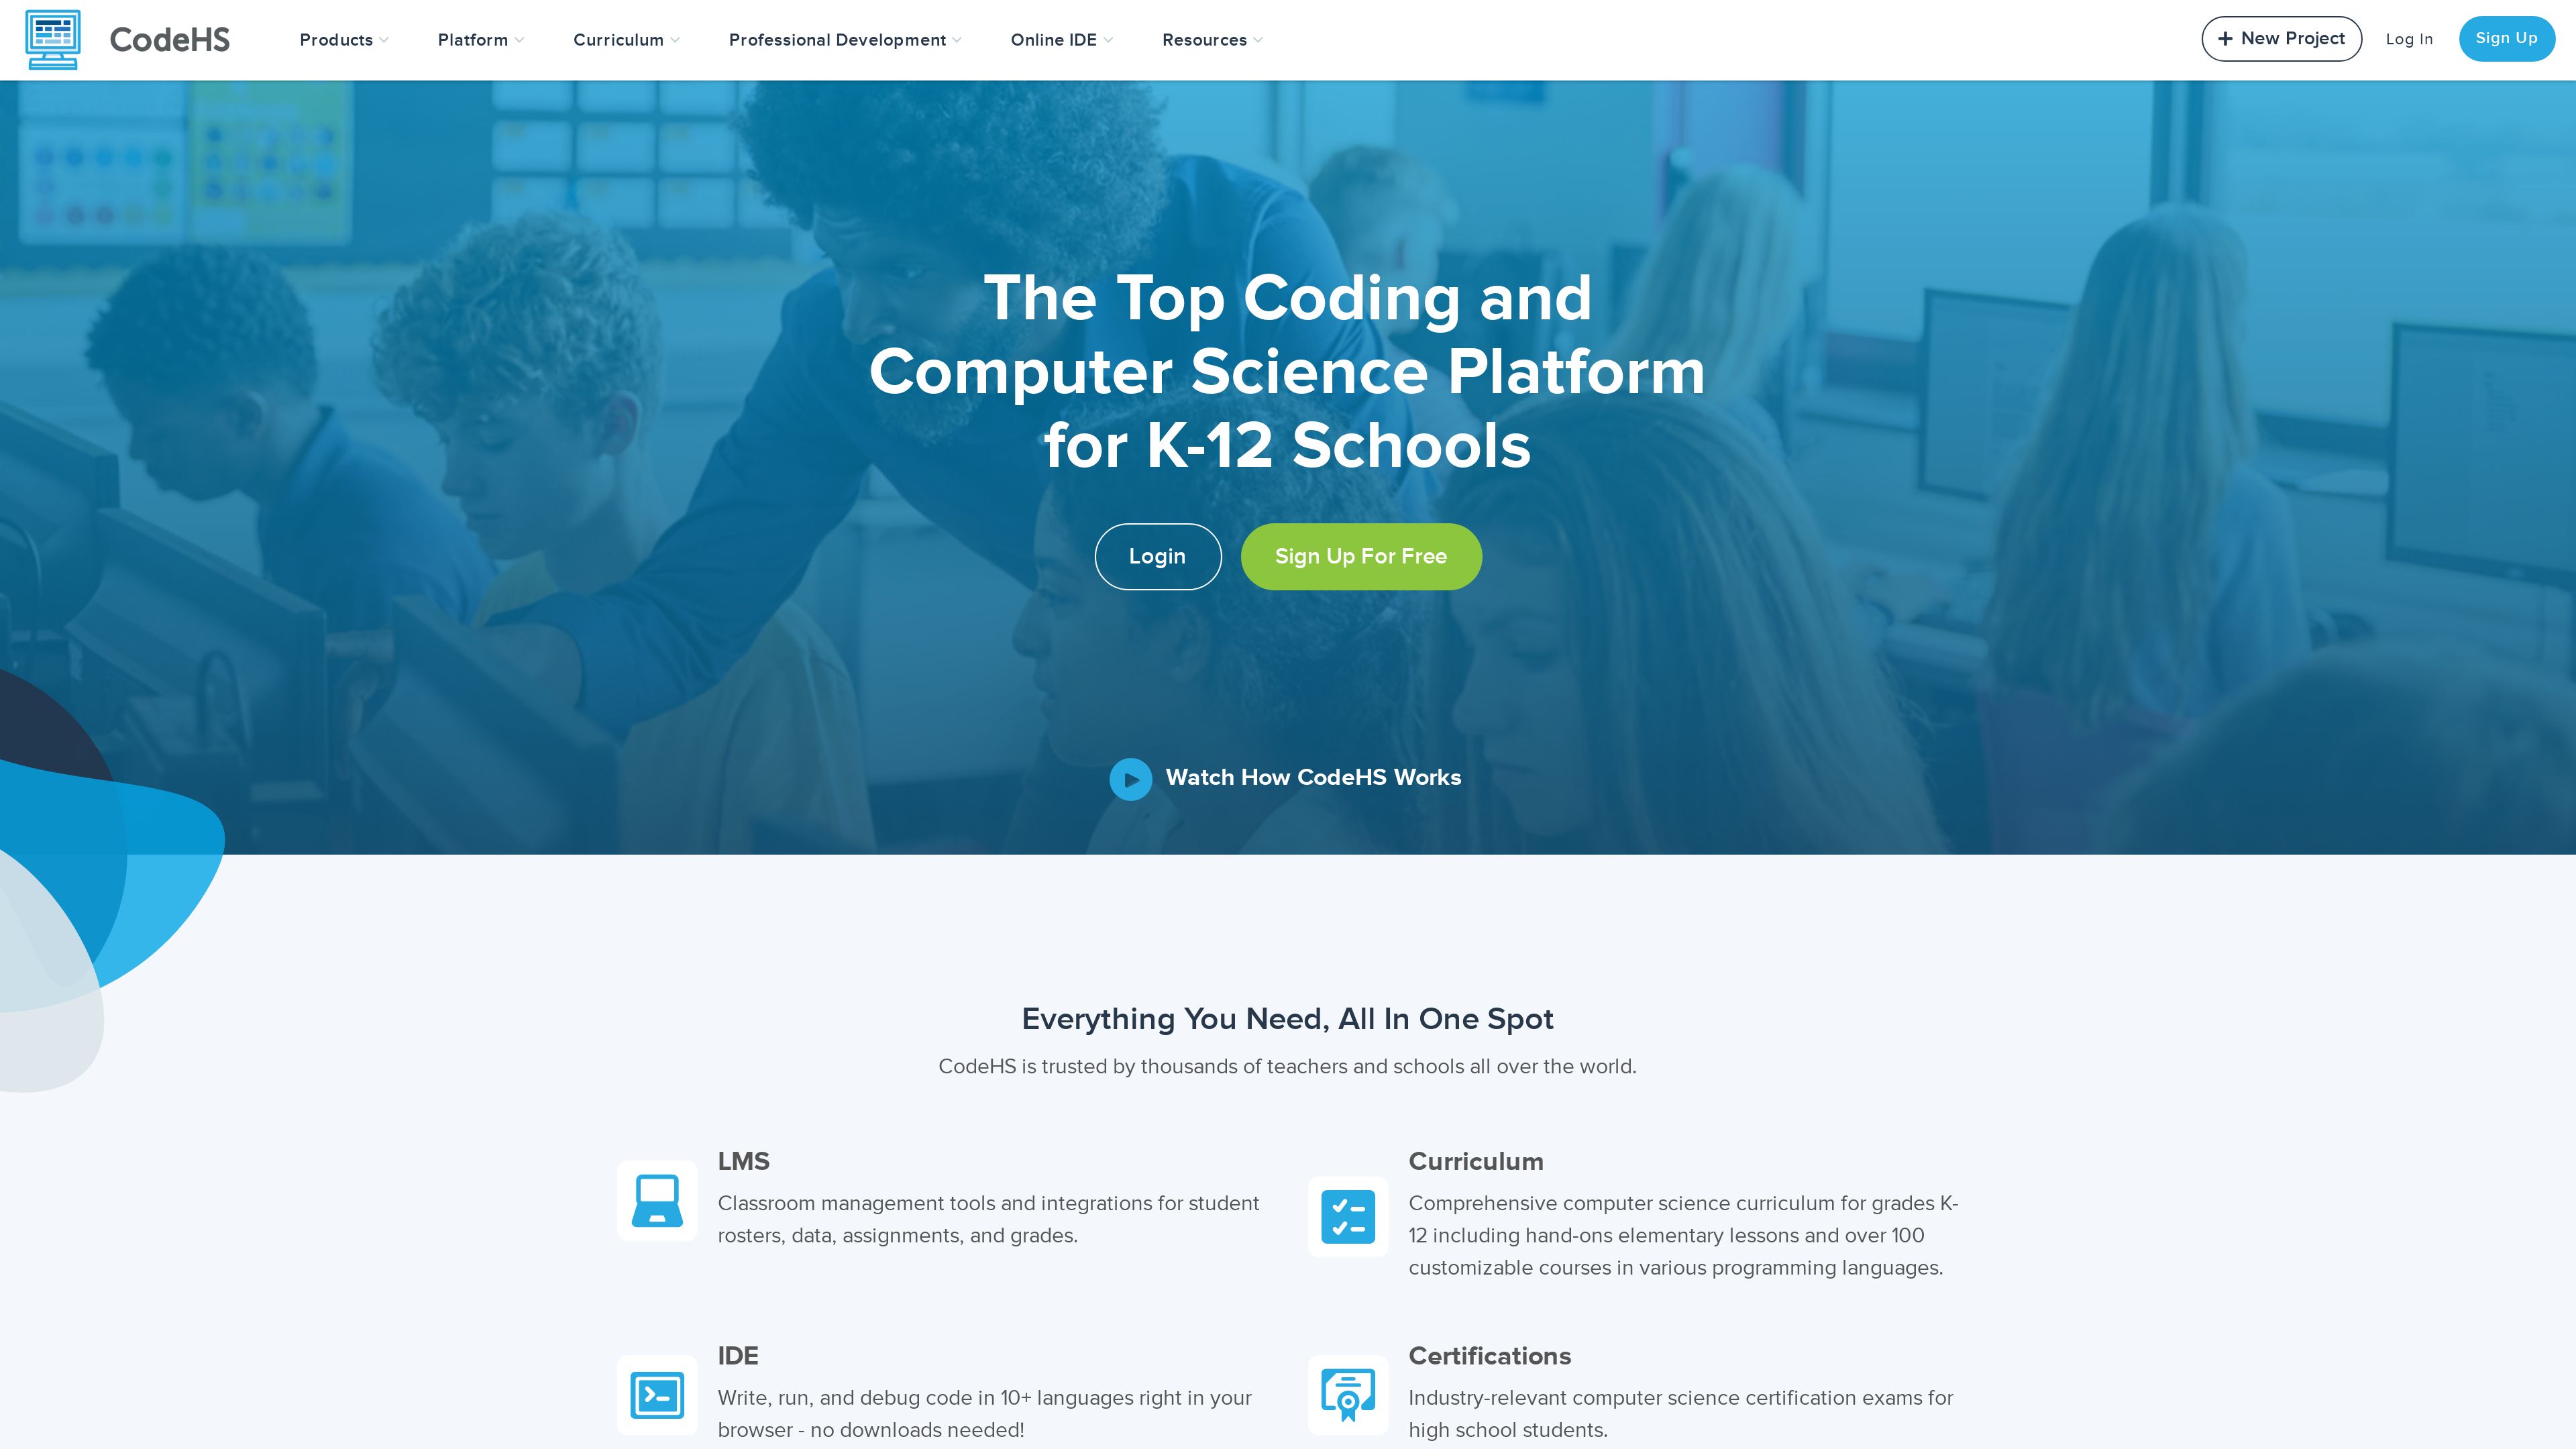 CodeHS
Products
Platform
Curriculum
Professional Development
Online IDE
Resources
New Project
Log In
Sign Up
The Top Coding and
Computer Science Platform
for K-12 Schools
Login
Sign Up For Free
Watch How CodeHS Works
Everything You Need, All In One Spot
CodeHS is trusted by thousands of teachers and schools all over the world.
LMS
Classroom management tools and integrations for student
rosters, data, assignments, and grades.
Curriculum
Comprehensive computer science curriculum for grades K-
12 including hand-ons elementary lessons and over 100
customizable courses in various programming languages.
IDE
Write, run, and debug code in 10+ languages right in your
browser - no downloads needed!
Certifications
Industry-relevant computer science certification exams for
high school students.